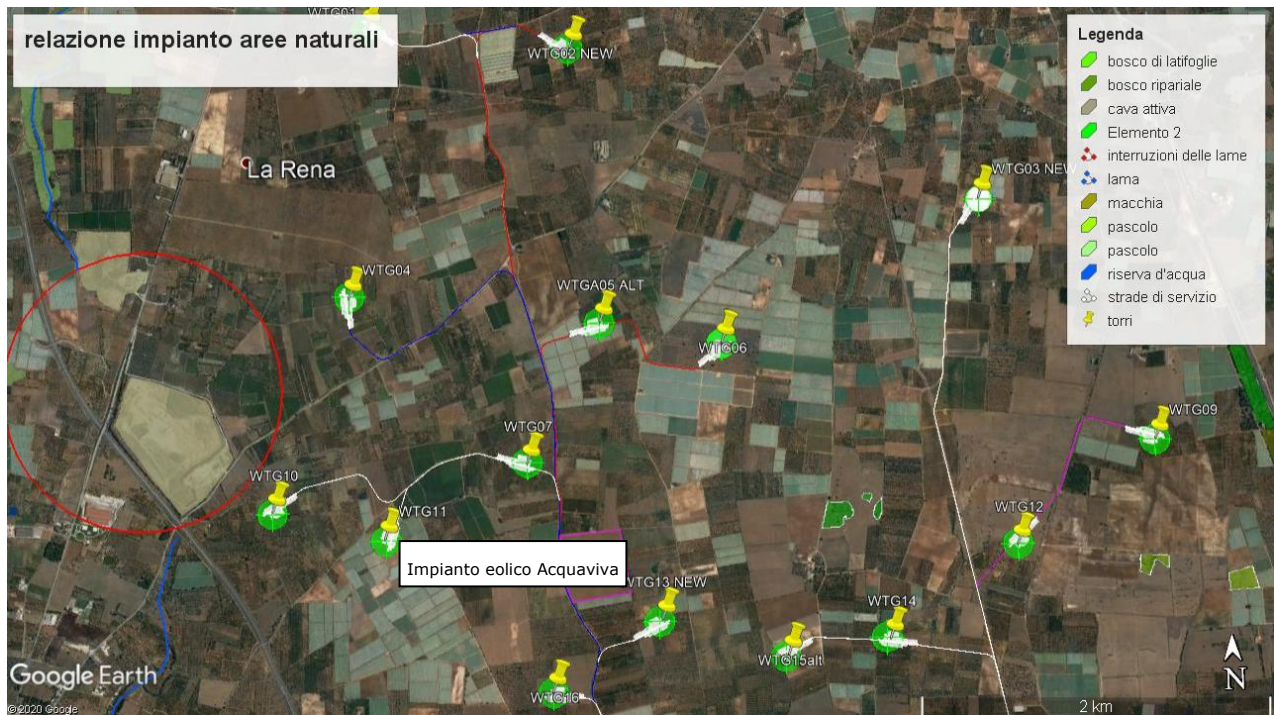 WTG01
relazione impianto aree naturali
WTG02 NEW
La Rena
WTG03 NEW
WTG04
WTGA05 ALT
WTG06
WTG07
WTG09
WTG10
WTG11
WTG12
Impianto eolico Acquaviva
WTG13 NEW
WTG14
WTG15alt
WTG16
Legenda
bosco di latifoglie
bosco ripariale
cava attiva
Elemento 2
interruzioni delle lame
lama
macchia
pascolo
pascolo
riserva d'acqua
strade di servizio
torri
N
2 km
Google Earth
©2020 Google